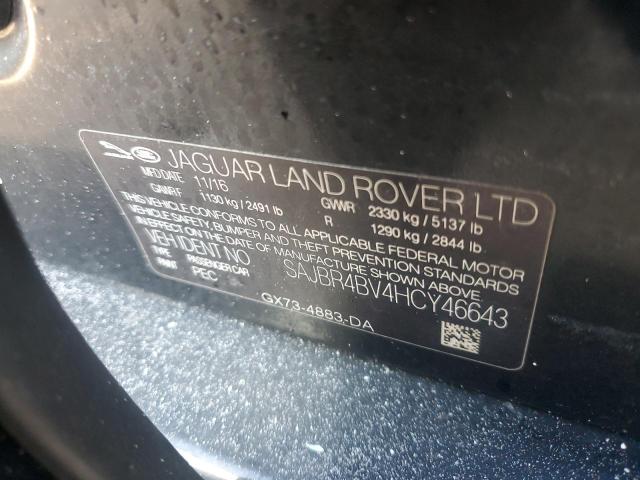 JAGUAR LAND ROVER LTD
MFD DATE 11/16
GVWR 2330 kg / 5137 lb
GAWR F 1130 kg / 2491 lb R 1290 kg / 2844 lb.
THIS VEHICLE CONFORMS TO ALL APPLICABLE FEDERAL MOTOR
VEHICLE SAFETY, BUMPER AND THEFT PREVENTION STANDARDS
IN EFFECT ON THE DATE OF MANUFACTURE SHOWN ABOVE.
VEH IDENT NO SAJBR4BV4HCY46643
TYPE PASSENGER CAR
PAINT PEC
GX73-4883-DA